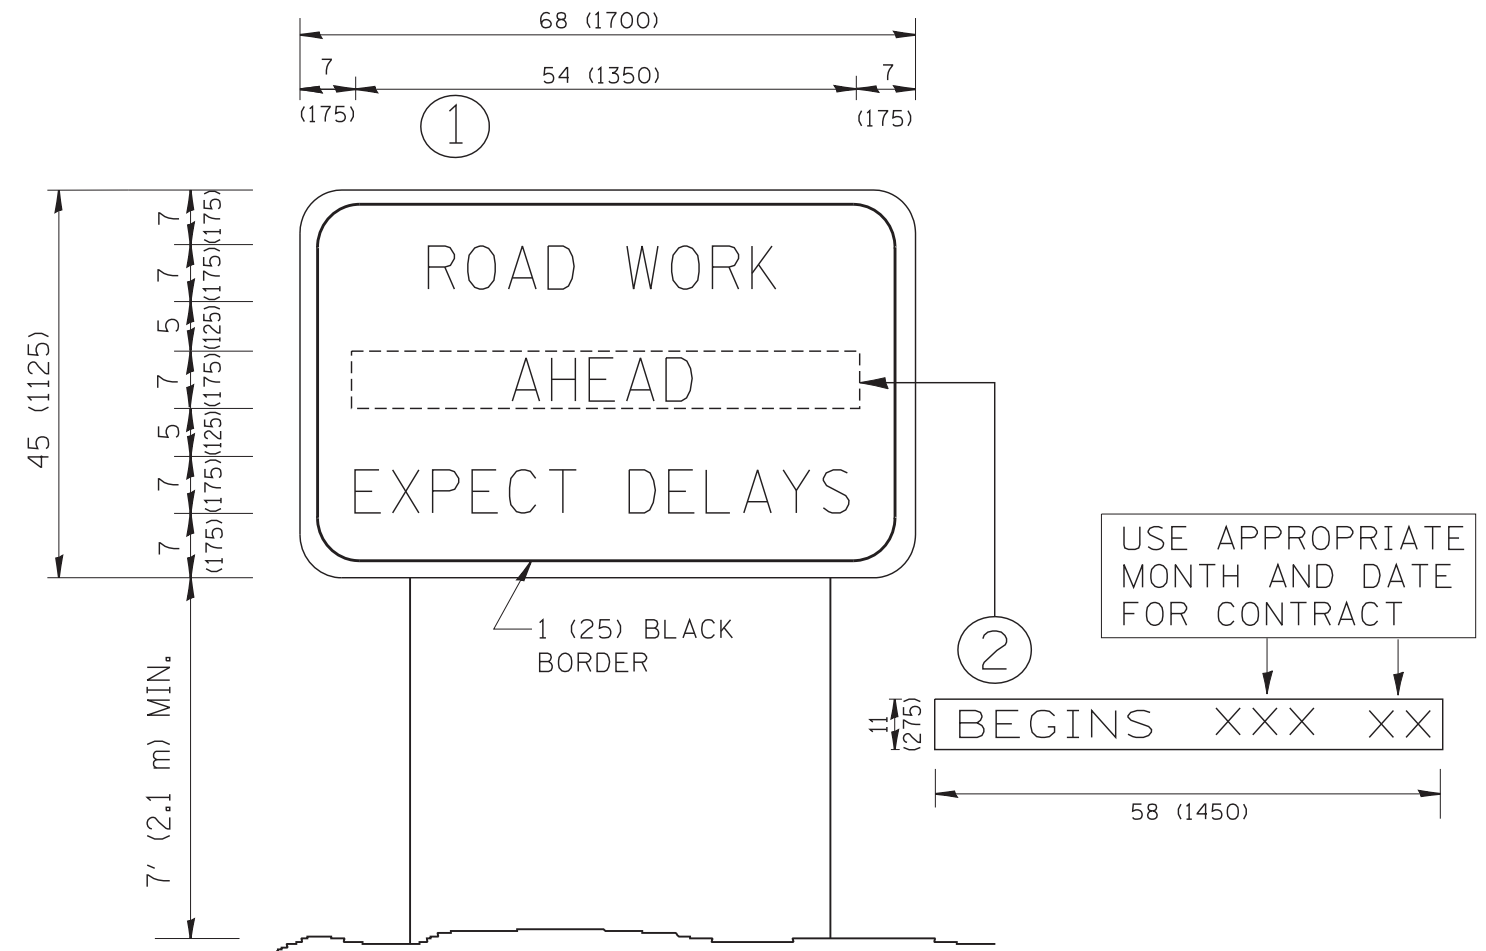 68 (1700)
7
54 (1350)
7
(175)
(175)
1
45 (1125)
7
(175)
7
(175)
5
(125)
7
(175)
5
(125)
7
(175)
7
(175)
ROAD WORK
AHEAD
EXPECT DELAYS
1 (25) BLACK
BORDER
7' (2.1 m) MIN.
USE APPROPRIATE
MONTH AND DATE
FOR CONTRACT
2
11
(275)
BEGINS XXX XX
58 (1450)